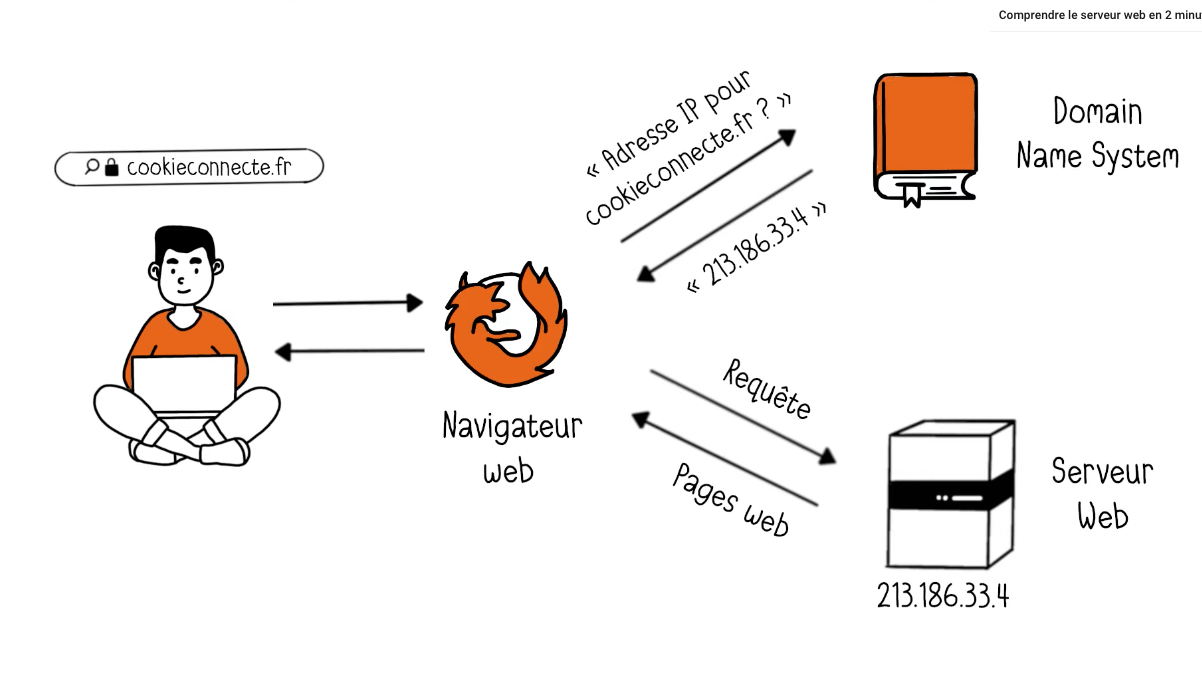 Comprendre le serveur web en 2 minu
« Adresse IP pour
cookieconnecte.fr ? »
Domain
Name System
cookieconnecte.fr
« 213.186.33.4 »
Navigateur
web
Requête
Pages web
Serveur
Web
213.186.33.4